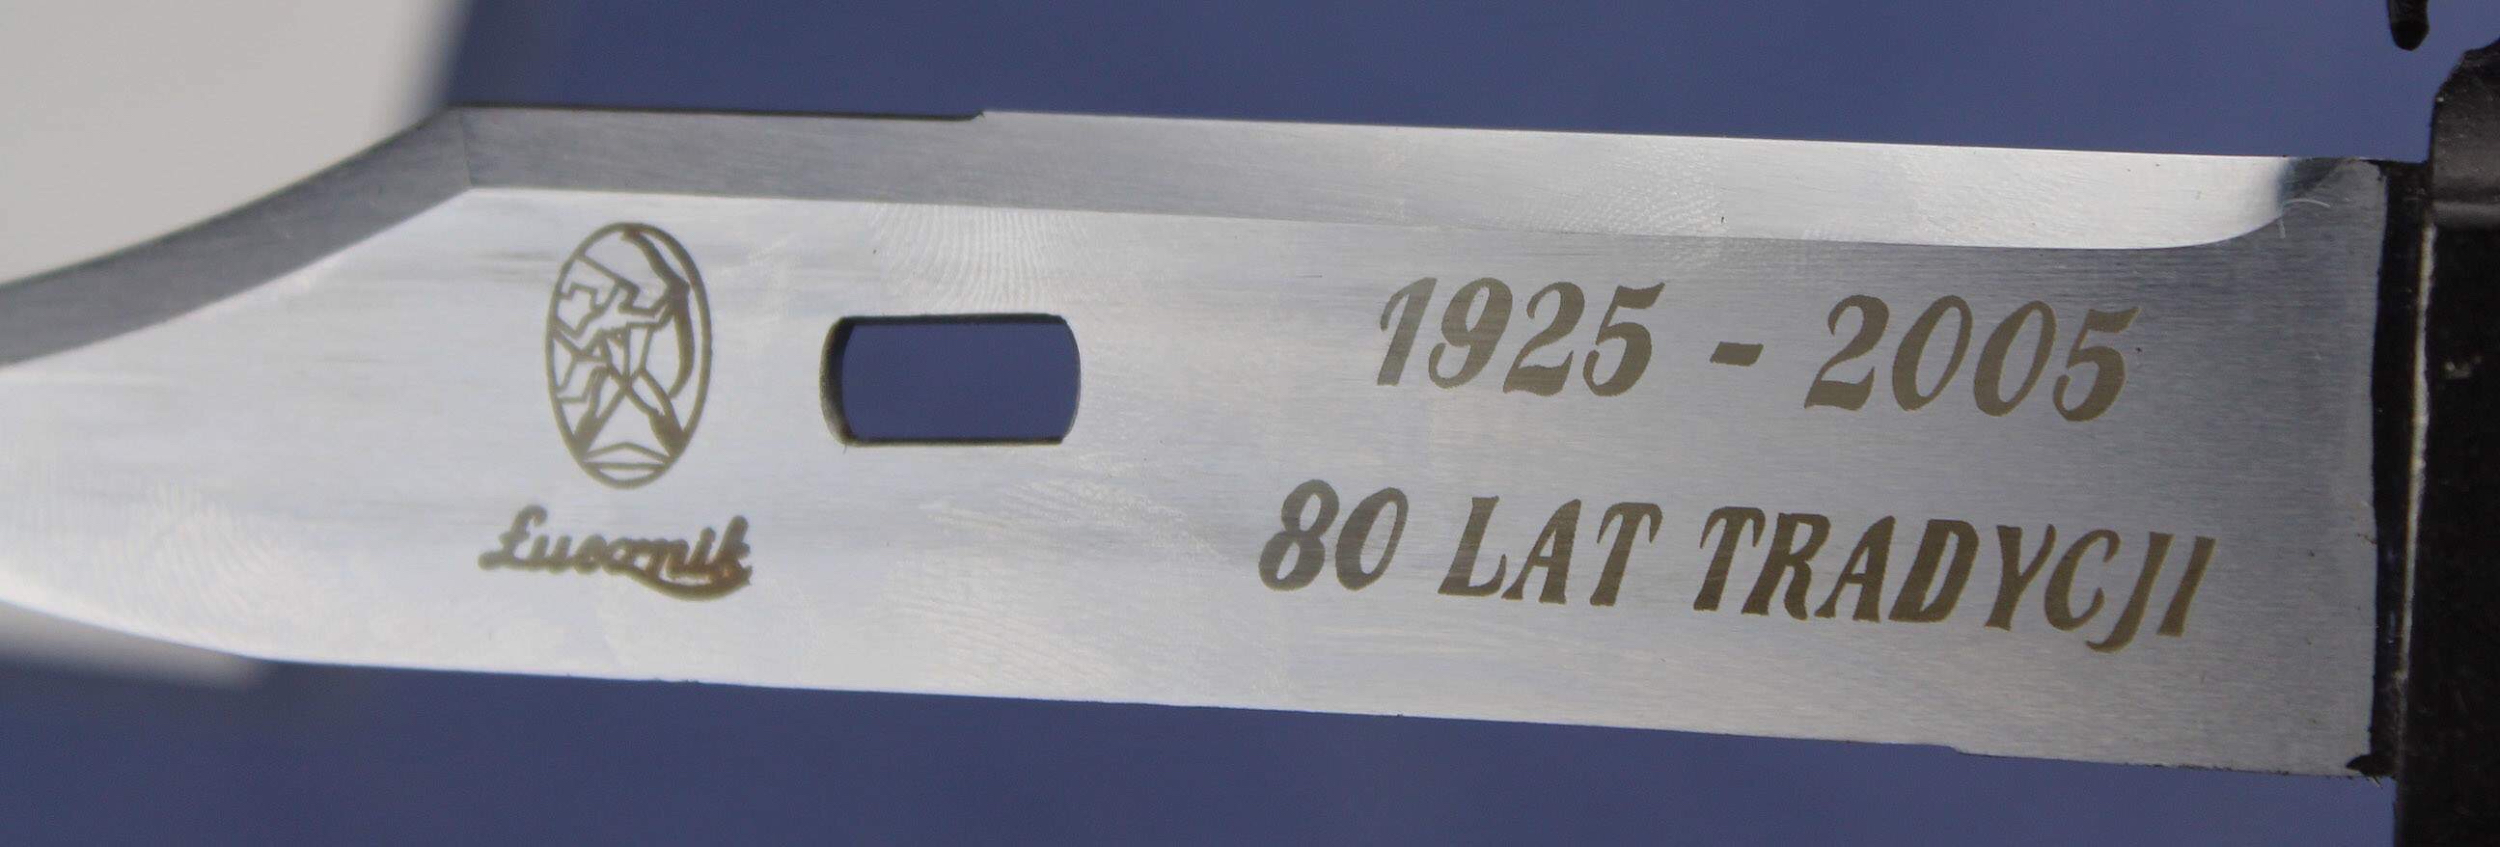 Łucznik
1925 - 2005
80 LAT TRADYCJI